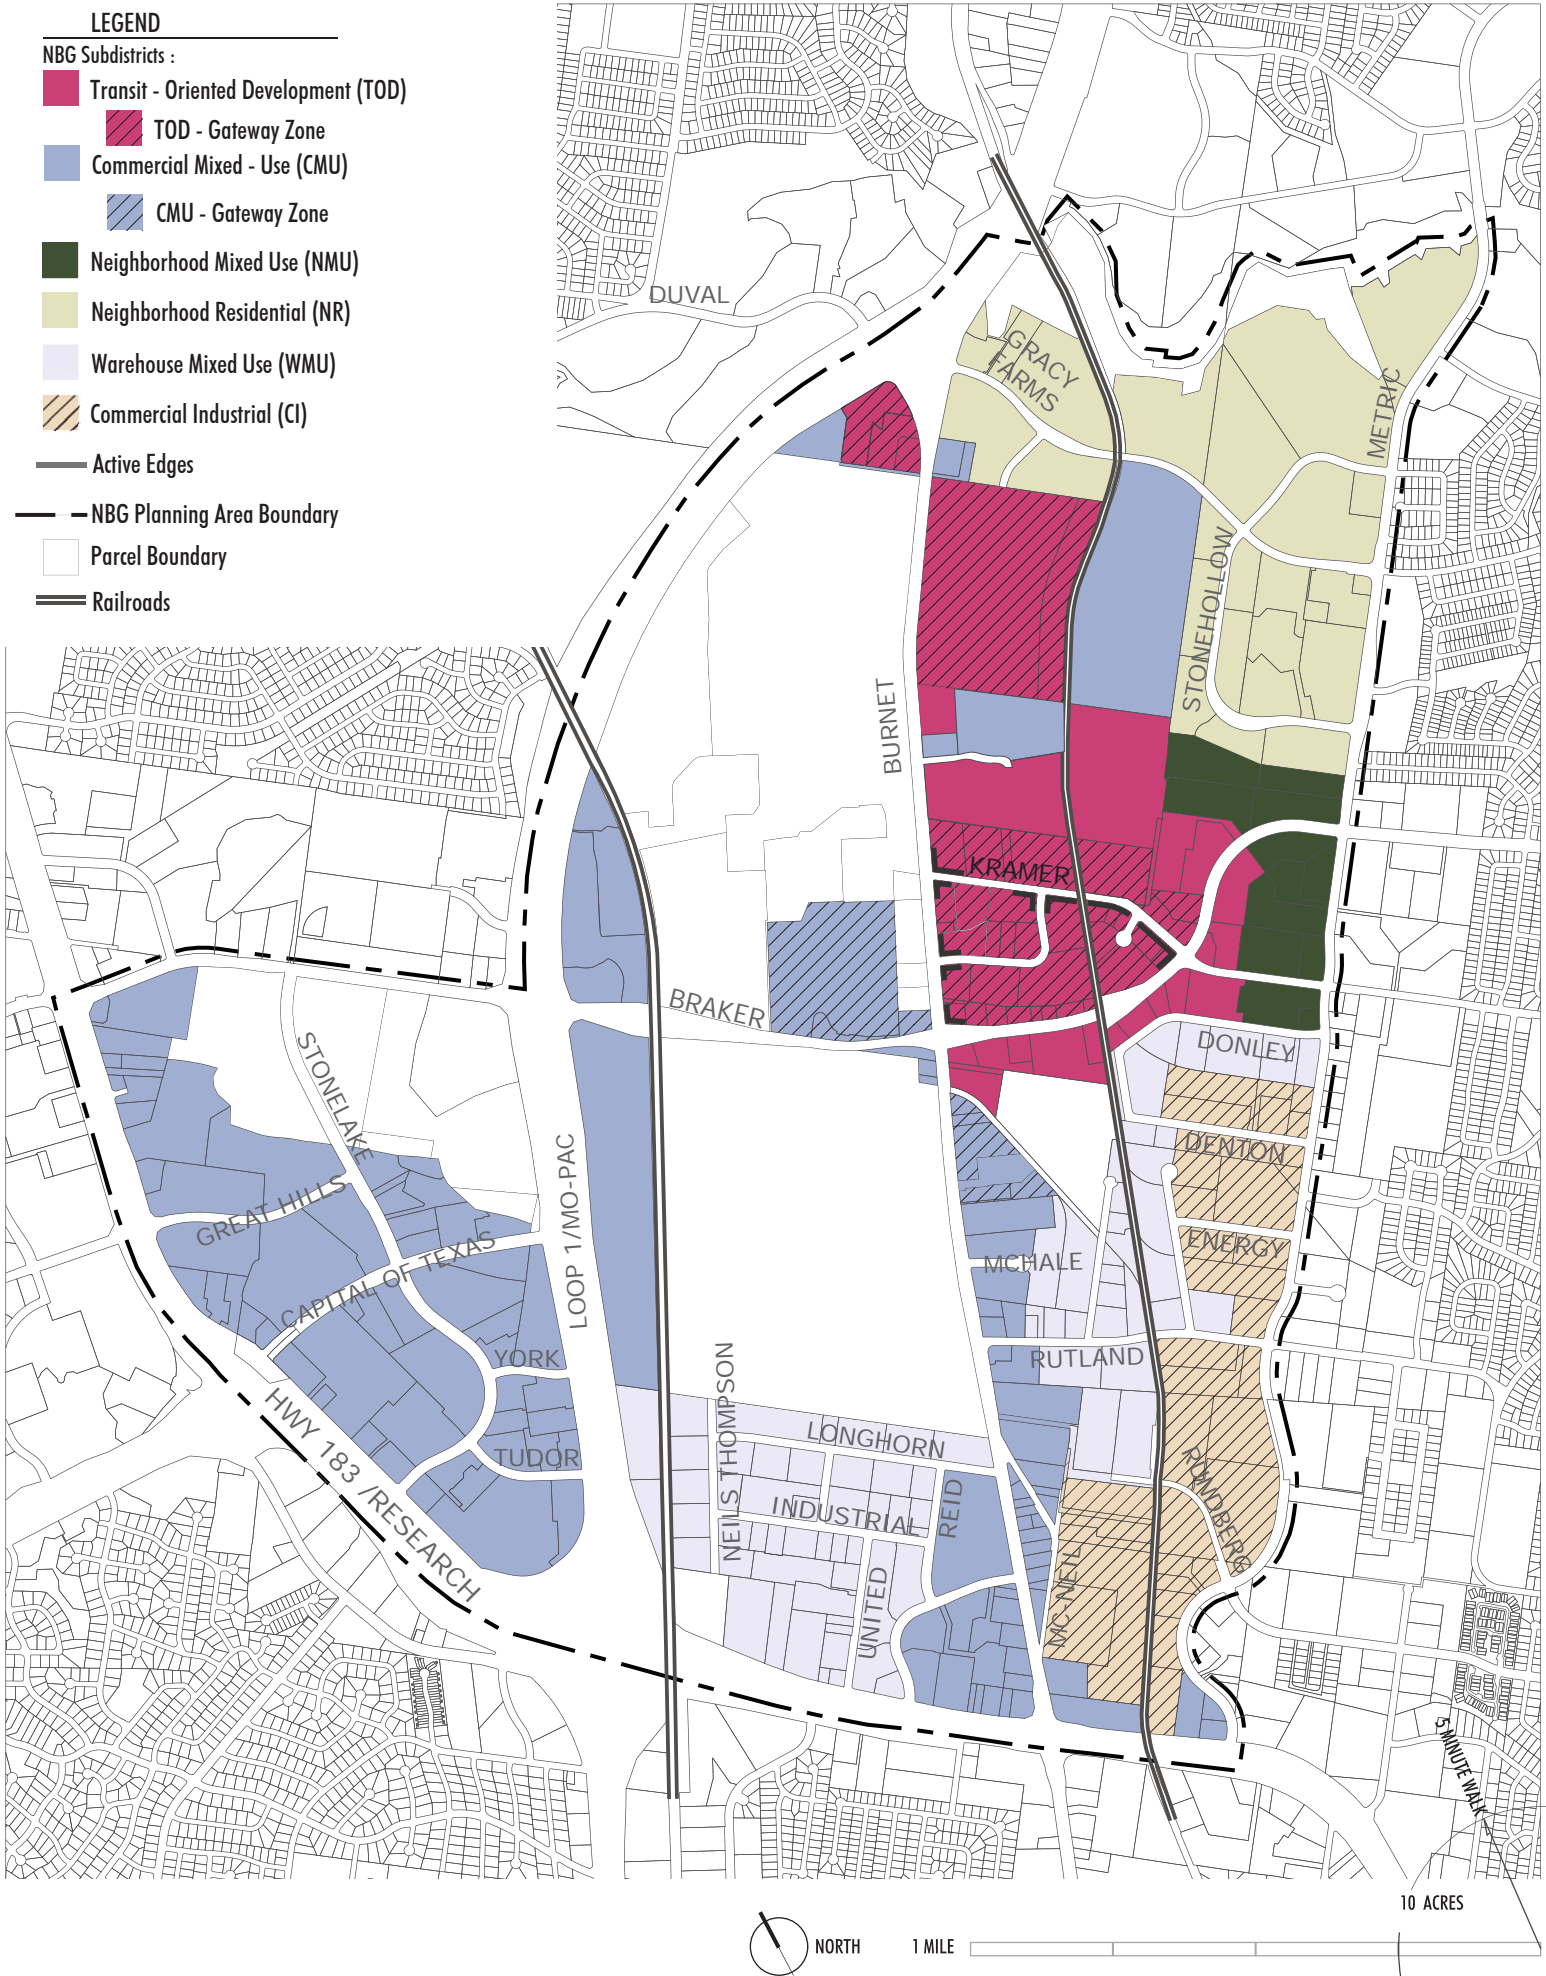 LEGEND
NBG Subdistricts :
Transit - Oriented Development (TOD)
TOD - Gateway Zone
Commercial Mixed - Use (CMU)
CMU - Gateway Zone
Neighborhood Mixed Use (NMU)
Neighborhood Residential (NR)
Warehouse Mixed Use (WMU)
Commercial Industrial (CI)
Active Edges
NBG Planning Area Boundary
Parcel Boundary
Railroads
DUVAL
GRACY
FARMS
METRIC
STONEHOLLOW
BURNET
KRAMER
BRAKER
DONLEY
STONELAKE
DENTON
LOOP 1/MO-PAC
GREAT HILLS
ENERGY
CAPITAL OF TEXAS
MCHALE
YORK
RUTLAND
NEILS THOMPSON
HWY 183 /RESEARCH
LONGHORN
TUDOR
REID
RUNDBERG
INDUSTRIAL
UNITED
MC NEIL
5 MINUTE WALK
10 ACRES
NORTH
1 MILE